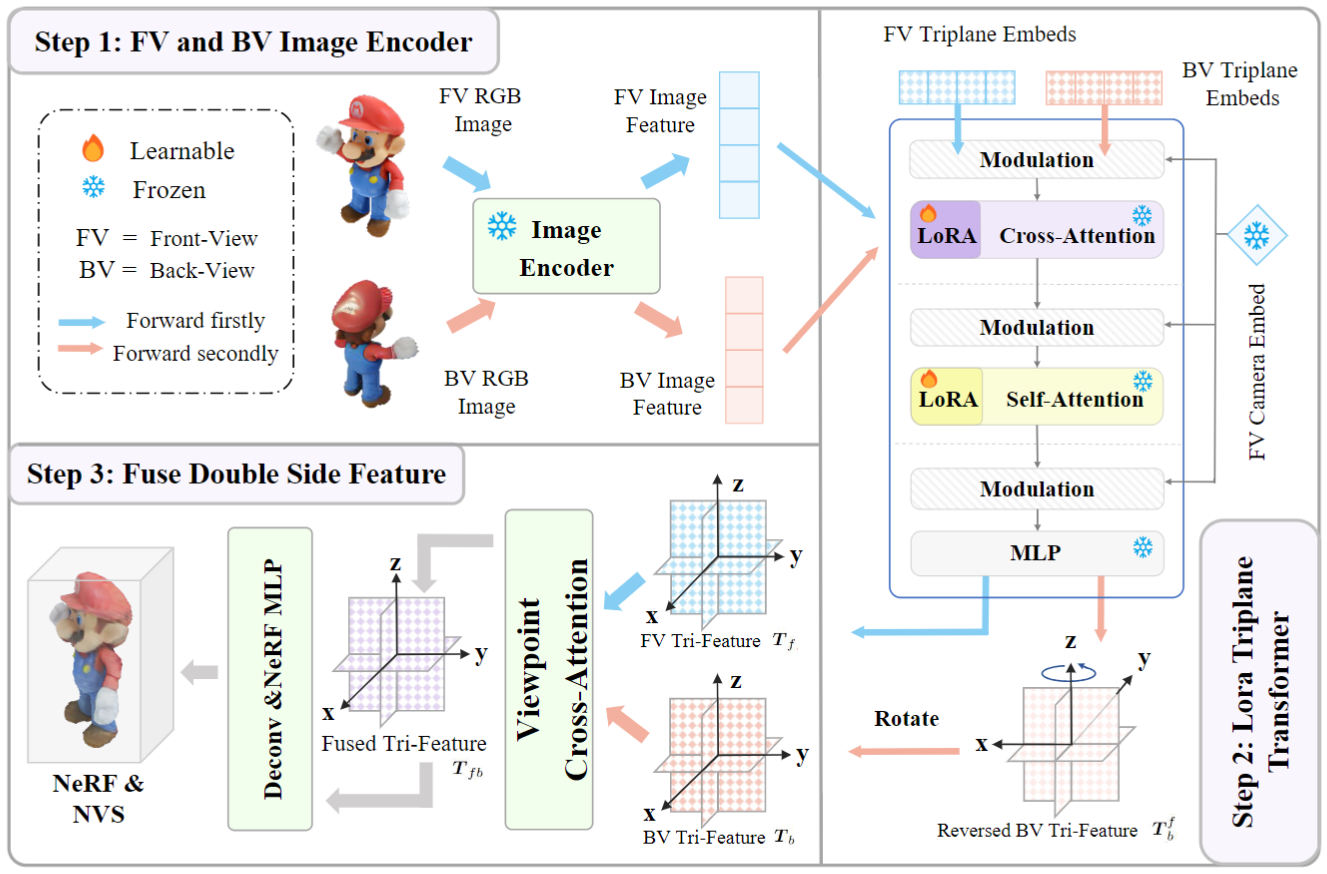 Step 1: FV and BV Image Encoder
Learnable
Frozen
FV = Front-View
BV = Back-View
Forward firstly
Forward secondly
FV RGB
Image
FV Image
Feature
Image
Encoder
BV RGB
Image
BV Image
Feature
FV Triplane Embeds
BV Triplane
Embeds
Modulation
LoRA
Cross-Attention
Modulation
LoRA
Self-Attention
Modulation
MLP
FV Camera Embed
Step 2: Lora Triplane
Transformer
z
y
x
Rotate
Reversed BV Tri-Feature T_b^f
Step 3: Fuse Double Side Feature
z
y
x
FV Tri-Feature T_f
z
y
x
BV Tri-Feature T_b
Viewpoint
Cross-Attention
z
y
x
Fused Tri-Feature
T_fb
Deconv &NeRF MLP
NeRF &
NVS